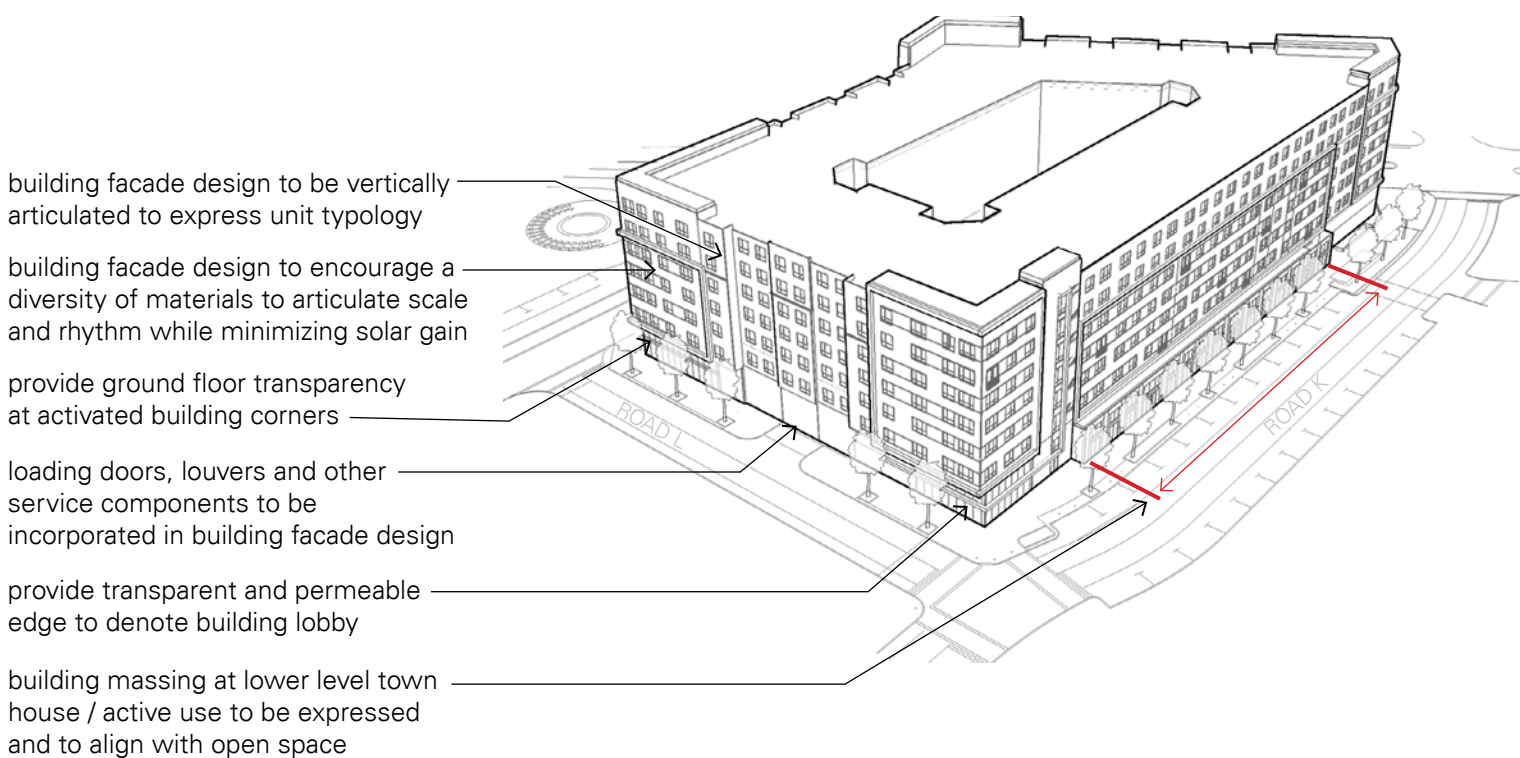 building facade design to be vertically
articulated to express unit typology
building facade design to encourage a
diversity of materials to articulate scale
and rhythm while minimizing solar gain
provide ground floor transparency
at activated building corners
loading doors, louvers and other
service components to be
incorporated in building facade design
provide transparent and permeable
edge to denote building lobby
building massing at lower level town
house / active use to be expressed
and to align with open space
ROAD L
ROAD K